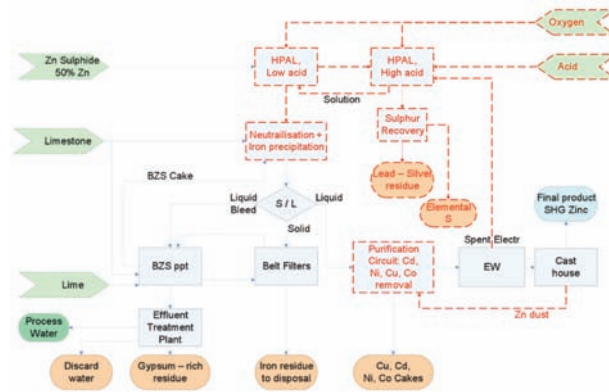 Oxygen
Zn Sulphide
50% Zn
HPAL,
Low acid
HPAL,
High acid
Acid
Solution
Limestone
Neutralisation +
Iron precipitation
Sulphur
Recovery
BZS Cake
Lead – Silver
residue
Liquid
Bleed
S / L
Liquid
Elemental
S
Final product
SHG Zinc
Solid
Spent Electr
BZS ppt
Belt Filters
Purification
Circuit: Cd,
Ni, Cu, Co
removal
EW
Cast
house
Lime
Zn dust
Process
Water
Effluent
Treatment
Plant
Discard
water
Gypsum – rich
residue
Iron residue
to disposal
Cu, Cd,
Ni, Co Cakes